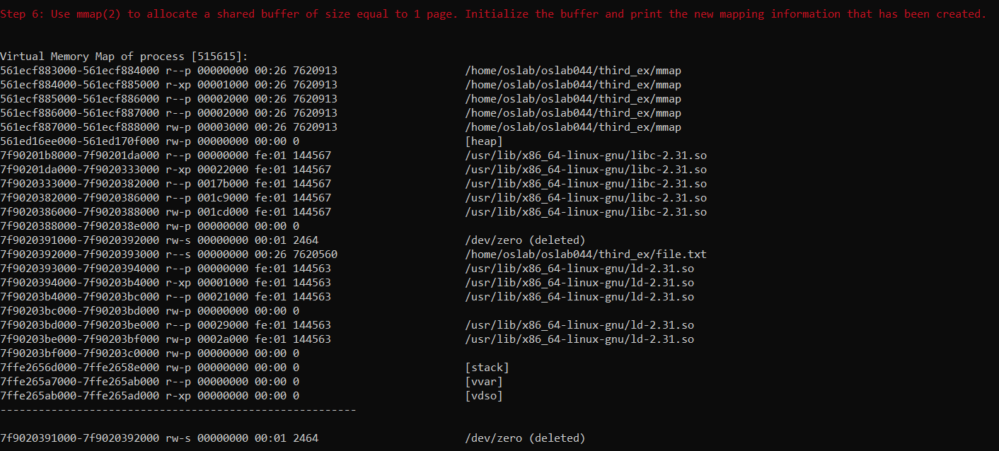 Step 6: Use mmap(2) to allocate a shared buffer of size equal to 1 page. Initialize the buffer and print the new mapping information that has been created.
Virtual Memory Map of process [515615]:
561ecf883000-561ecf884000 r--p 00000000 00:26 7620913 /home/oslab/oslab044/third_ex/mmap
561ecf884000-561ecf885000 r-xp 00001000 00:26 7620913 /home/oslab/oslab044/third_ex/mmap
561ecf885000-561ecf886000 r--p 00002000 00:26 7620913 /home/oslab/oslab044/third_ex/mmap
561ecf886000-561ecf887000 r--p 00002000 00:26 7620913 /home/oslab/oslab044/third_ex/mmap
561ecf887000-561ecf888000 rw-p 00003000 00:26 7620913 /home/oslab/oslab044/third_ex/mmap
561ed16ee000-561ed170f000 rw-p 00000000 00:00 0 [heap]
7f90201b8000-7f90201da000 r--p 00000000 fe:01 144567 /usr/lib/x86_64-linux-gnu/libc-2.31.so
7f90201da000-7f9020333000 r-xp 00022000 fe:01 144567 /usr/lib/x86_64-linux-gnu/libc-2.31.so
7f9020333000-7f9020382000 r--p 0017b000 fe:01 144567 /usr/lib/x86_64-linux-gnu/libc-2.31.so
7f9020382000-7f9020386000 r--p 001c9000 fe:01 144567 /usr/lib/x86_64-linux-gnu/libc-2.31.so
7f9020386000-7f9020388000 rw-p 001cd000 fe:01 144567 /usr/lib/x86_64-linux-gnu/libc-2.31.so
7f9020388000-7f902038e000 rw-p 00000000 00:00 0
7f9020391000-7f9020392000 rw-s 00000000 00:01 2464 /dev/zero (deleted)
7f9020392000-7f9020393000 r--s 00000000 00:26 7620560 /home/oslab/oslab044/third_ex/file.txt
7f9020393000-7f9020394000 r--p 00000000 fe:01 144563 /usr/lib/x86_64-linux-gnu/ld-2.31.so
7f9020394000-7f90203b4000 r-xp 00001000 fe:01 144563 /usr/lib/x86_64-linux-gnu/ld-2.31.so
7f90203b4000-7f90203bc000 r--p 00021000 fe:01 144563 /usr/lib/x86_64-linux-gnu/ld-2.31.so
7f90203bc000-7f90203bd000 rw-p 00000000 00:00 0
7f90203bd000-7f90203be000 r--p 00029000 fe:01 144563 /usr/lib/x86_64-linux-gnu/ld-2.31.so
7f90203be000-7f90203bf000 rw-p 0002a000 fe:01 144563 /usr/lib/x86_64-linux-gnu/ld-2.31.so
7f90203bf000-7f90203c0000 rw-p 00000000 00:00 0
7ffe2656d000-7ffe2658e000 rw-p 00000000 00:00 0 [stack]
7ffe265a7000-7ffe265ab000 r--p 00000000 00:00 0 [vvar]
7ffe265ab000-7ffe265ad000 r-xp 00000000 00:00 0 [vdso]
--------------------------------------------------------
7f9020391000-7f9020392000 rw-s 00000000 00:01 2464 /dev/zero (deleted)